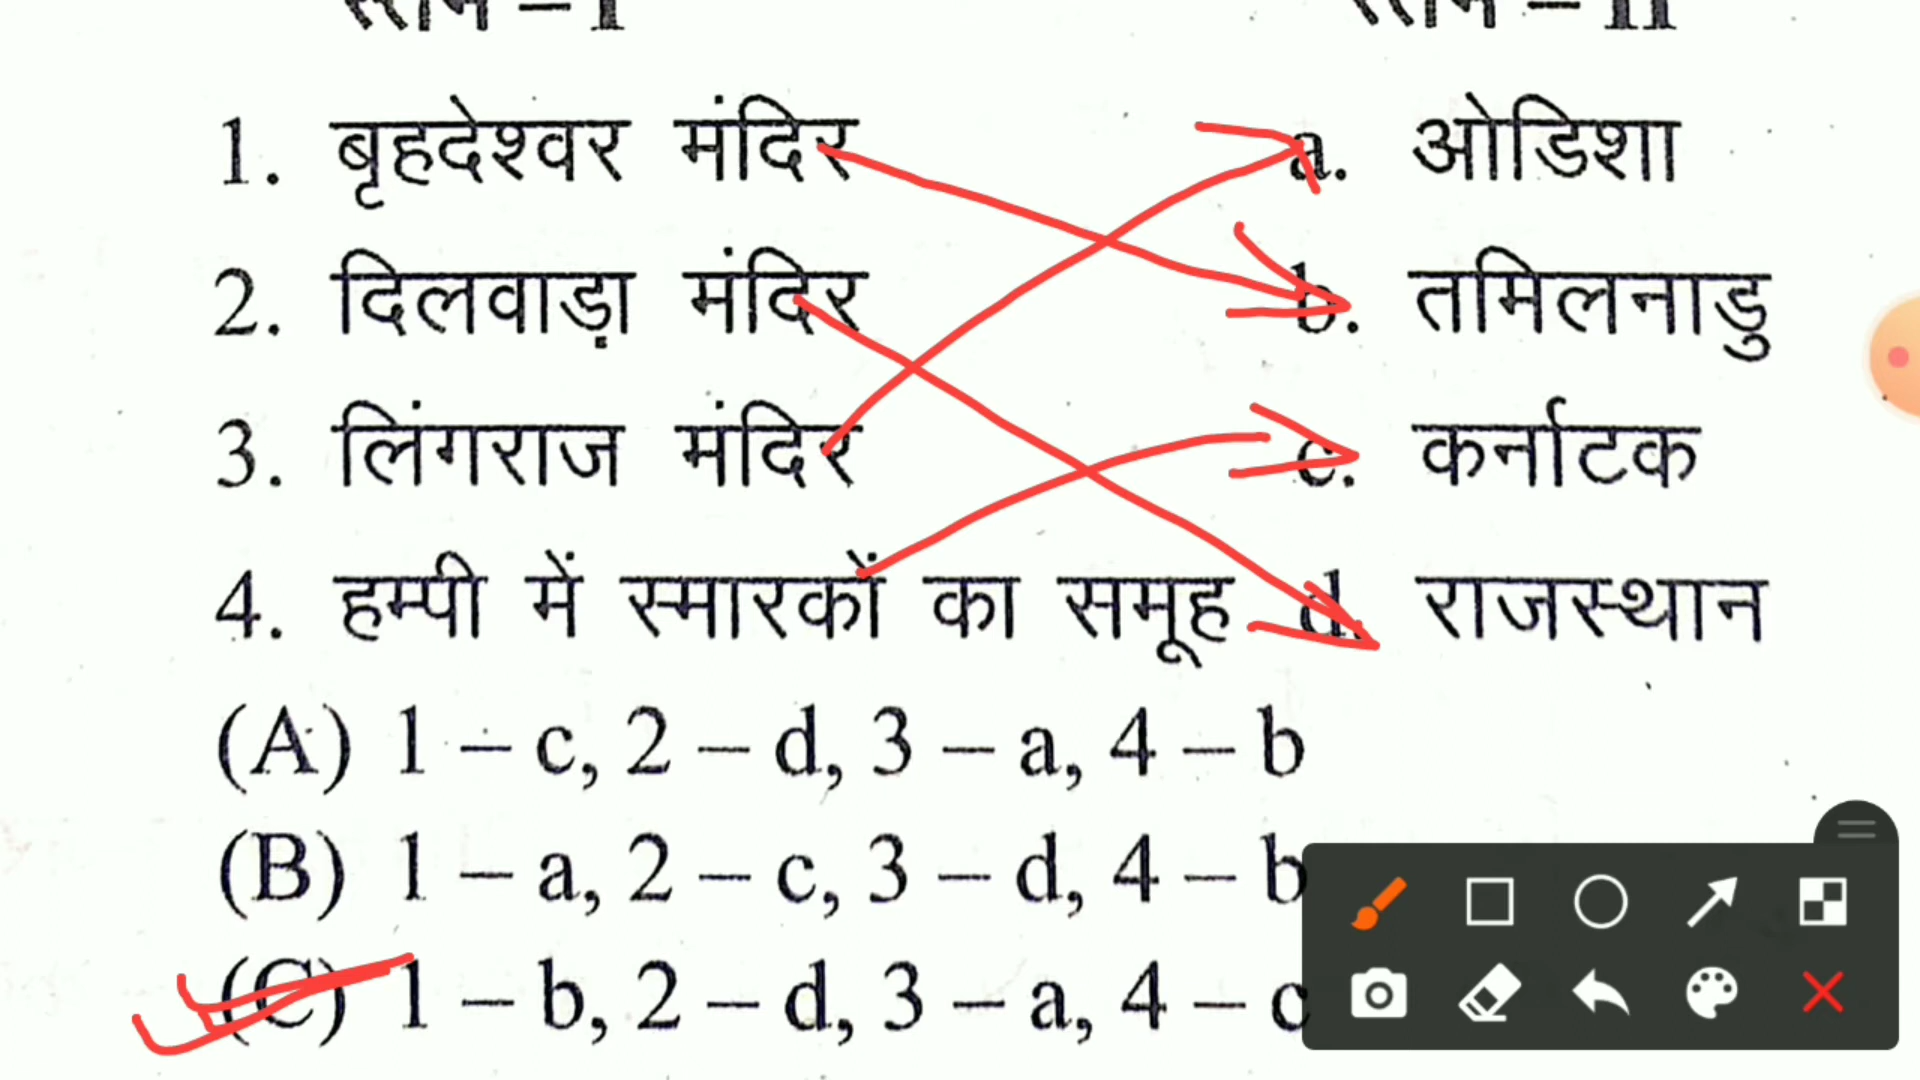 स्तंभ – I स्तंभ – II
1. बृहदेश्वर मंदिर a. ओडिशा
2. दिलवाड़ा मंदिर b. तमिलनाडु
3. लिंगराज मंदिर c. कर्नाटक
4. हम्पी में स्मारकों का समूह d. राजस्थान
(A) 1 – c, 2 – d, 3 – a, 4 – b
(B) 1 – a, 2 – c, 3 – d, 4 – b
(C) 1 – b, 2 – d, 3 – a, 4 – c